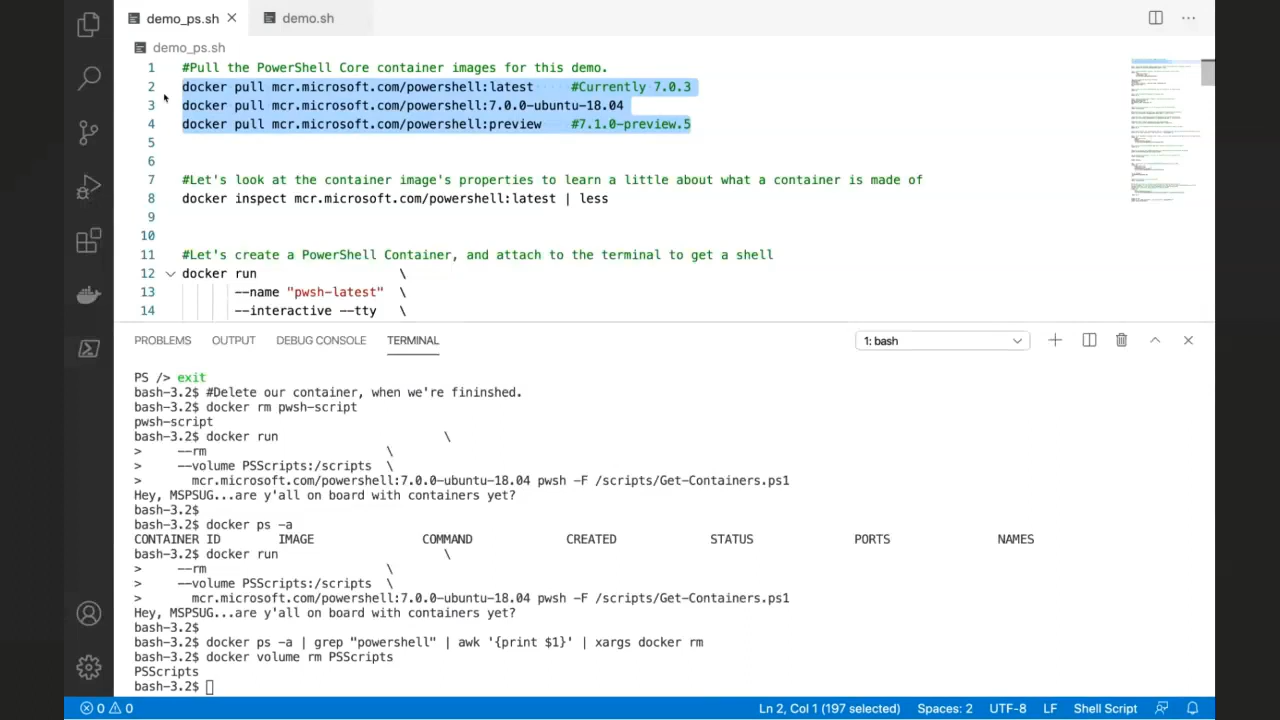 demo_ps.sh
demo.sh
demo_ps.sh
1 #Pull the PowerShell Core container images for this demo.
2 docker pull mcr.microsoft.com/powershell:latest #Currently 7.0.3
3 docker pull mcr.microsoft.com/powershell:7.0.0-ubuntu-18.04
4 docker pull mcr.microsoft.com/powershell:preview #7.1.0-preview.5
5
6
7 #Let's look at a container image's properties and learn a little about what a container is made of
8 docker inspect mcr.microsoft.com/powershell:latest | less
9
10
11 #Let's create a PowerShell Container, and attach to the terminal to get a shell
12 docker run \
13 --name "pwsh-latest" \
14 --interactive --tty \
PROBLEMS OUTPUT DEBUG CONSOLE TERMINAL 1: bash
PS /> exit
bash-3.2$ #Delete our container, when we're fininshed.
bash-3.2$ docker rm pwsh-script
pwsh-script
bash-3.2$ docker run \
> --rm \
> --volume PSScripts:/scripts \
> mcr.microsoft.com/powershell:7.0.0-ubuntu-18.04 pwsh -F /scripts/Get-Containers.ps1
Hey, MSPSUG...are y'all on board with containers yet?
bash-3.2$
bash-3.2$ docker ps -a
CONTAINER ID IMAGE COMMAND CREATED STATUS PORTS NAMES
bash-3.2$ docker run \
> --rm \
> --volume PSScripts:/scripts \
> mcr.microsoft.com/powershell:7.0.0-ubuntu-18.04 pwsh -F /scripts/Get-Containers.ps1
Hey, MSPSUG...are y'all on board with containers yet?
bash-3.2$
bash-3.2$ docker ps -a | grep "powershell" | awk '{print $1}' | xargs docker rm
bash-3.2$ docker volume rm PSScripts
PSScripts
bash-3.2$
0 0 Ln 2, Col 1 (197 selected) Spaces: 2 UTF-8 LF Shell Script